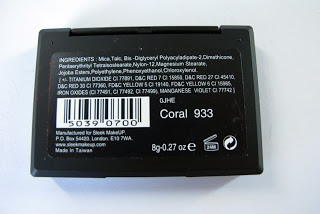 INGREDIENTS : Mica,Talc, Bis -Diglyceryl Polyacyladipate-2,Dimethicone,
Pentaerythrityl Tetraisostearate,Nylon-12,Magnesium Stearate,
Jojoba Esters,Polyethylene,Phenoxyethanol,Chloroxylenol.
[ +/- TITANIUM DIOXIDE CI 77891, D&C RED 7 CI 15850, D&C RED 27 CI 45410,
D&C RED 30 CI 73360, FD&C YELLOW 5 CI 19140, FD&C YELLOW 6 CI 15985,
IRON OXIDES (CI 77491, CI 77492, CI 77499), MANGANESE VIOLET CI 77742 ]
0JHE
Coral 933
5039 0700
Manufactured for Sleek MakeUP
P.O Box 54420. London. E10 7WA.
www.sleekmakeup.com
Made In Taiwan
8g-0.27 oz e
24M